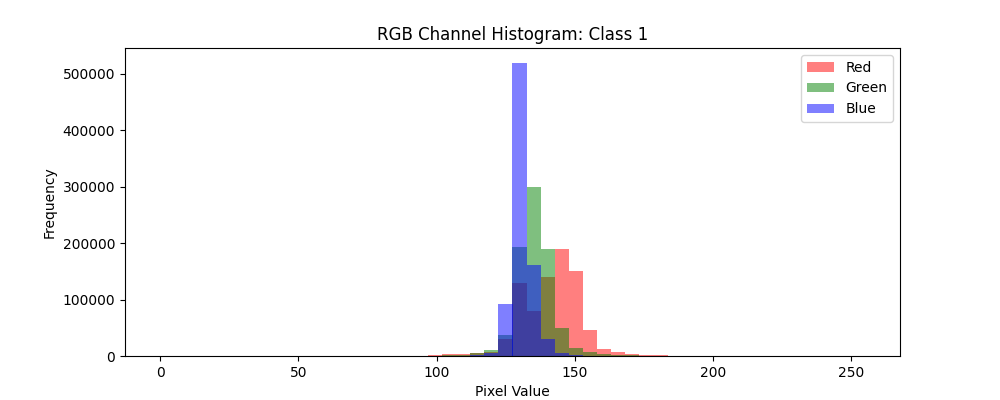 RGB Channel Histogram: Class 1
Red
Green
Blue
500000
400000
300000
200000
100000
0
Frequency
0 50 100 150 200 250
Pixel Value